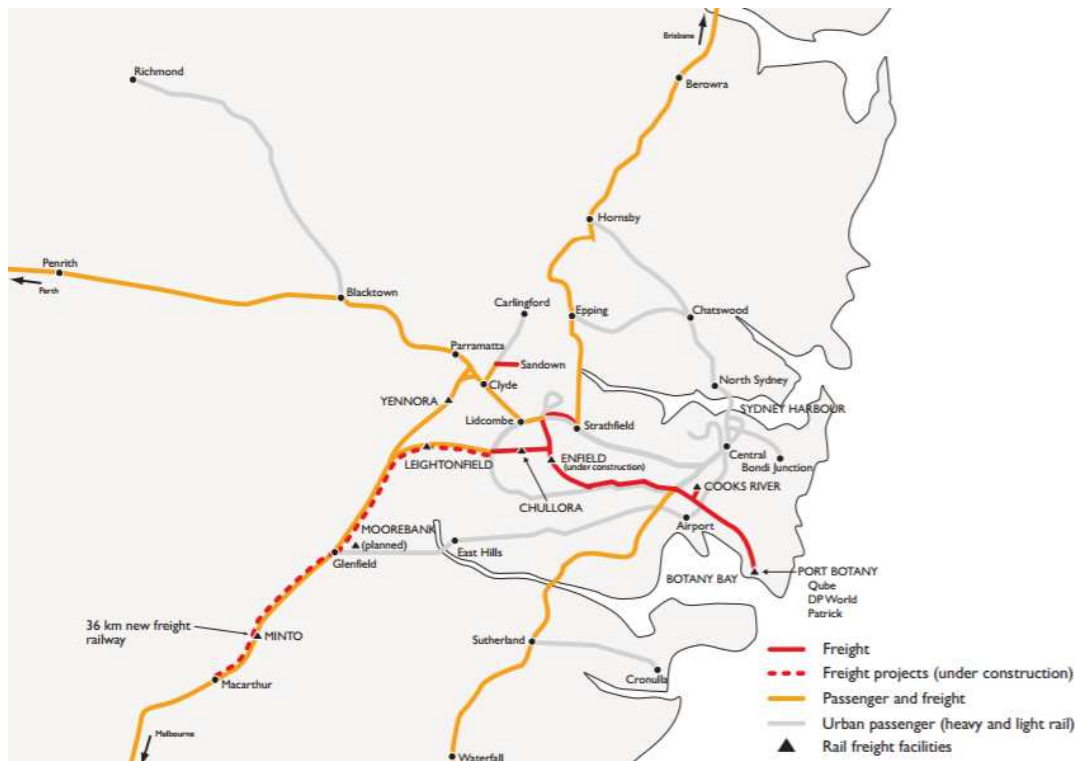 Brisbane
Richmond
Berowra
Hornsby
Penrith
Perth
Blacktown
Carlingford
Epping
Chatswood
Parramatta
Sandown
Clyde
North Sydney
YENNORA
SYDNEY HARBOUR
Lidcombe
Strathfield
Central
Bondi Junction
LEIGHTONFIELD
ENFIELD
(under construction)
COOKS RIVER
CHULLORA
Airport
MOOREBANK
(planned)
East Hills
Glenfield
BOTANY BAY
PORT BOTANY
Qube
DP World
Patrick
36 km new freight
railway
MINTO
Sutherland
Cronulla
Macarthur
Melbourne
Waterfall
Freight
Freight projects (under construction)
Passenger and freight
Urban passenger (heavy and light rail)
Rail freight facilities